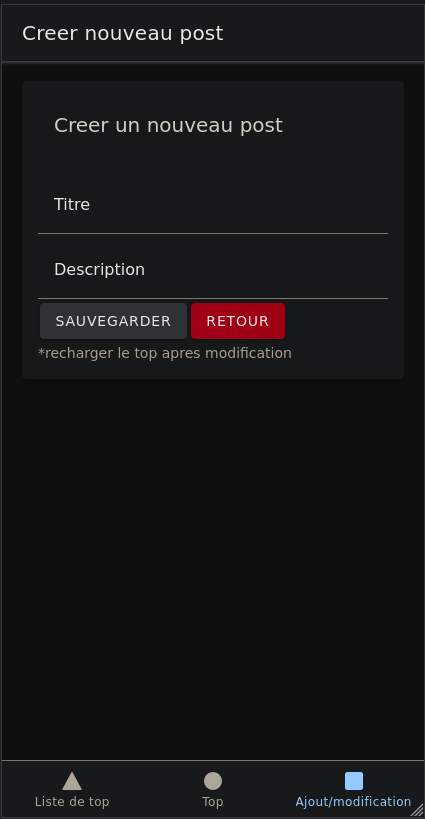 Creer nouveau post
Creer un nouveau post
Titre
Description
SAUVEGARDER RETOUR
*recharger le top apres modification
Liste de top Top Ajout/modification